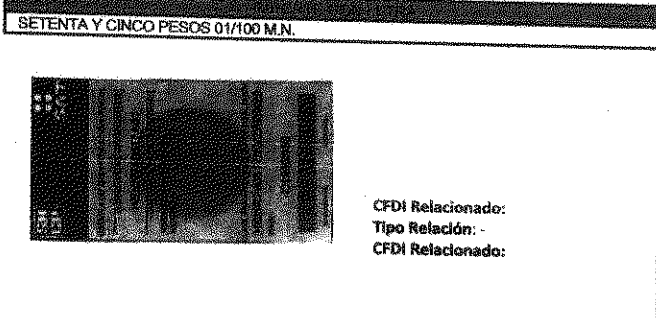 SETENTA Y CINCO PESOS 01/100 M.N.
CFDI Relacionado:
Tipo Relación: -
CFDI Relacionado: